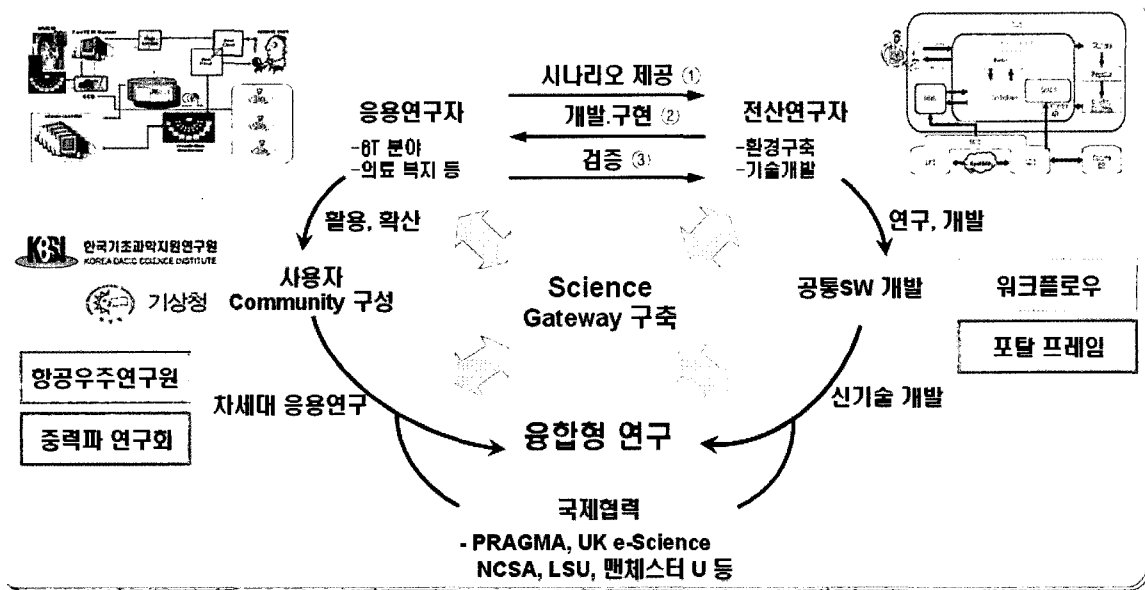 시나리오 제공 ①
응용연구자
개발.구현 ②
전산연구자
-BT 분야
-의료 복지 등
검증 ③
-환경구축
-기술개발
활용, 확산
연구, 개발
KBSI 한국기초과학지원연구원
KOREA BASIC SCIENCE INSTITUTE
기상청
사용자
Community 구성
Science
Gateway 구축
공통SW 개발
워크플로우
포탈 프레임
항공우주연구원
중력파 연구회
차세대 응용연구
신기술 개발
융합형 연구
국제협력
- PRAGMA, UK e-Science
NCSA, LSU, 맨체스터 U 등